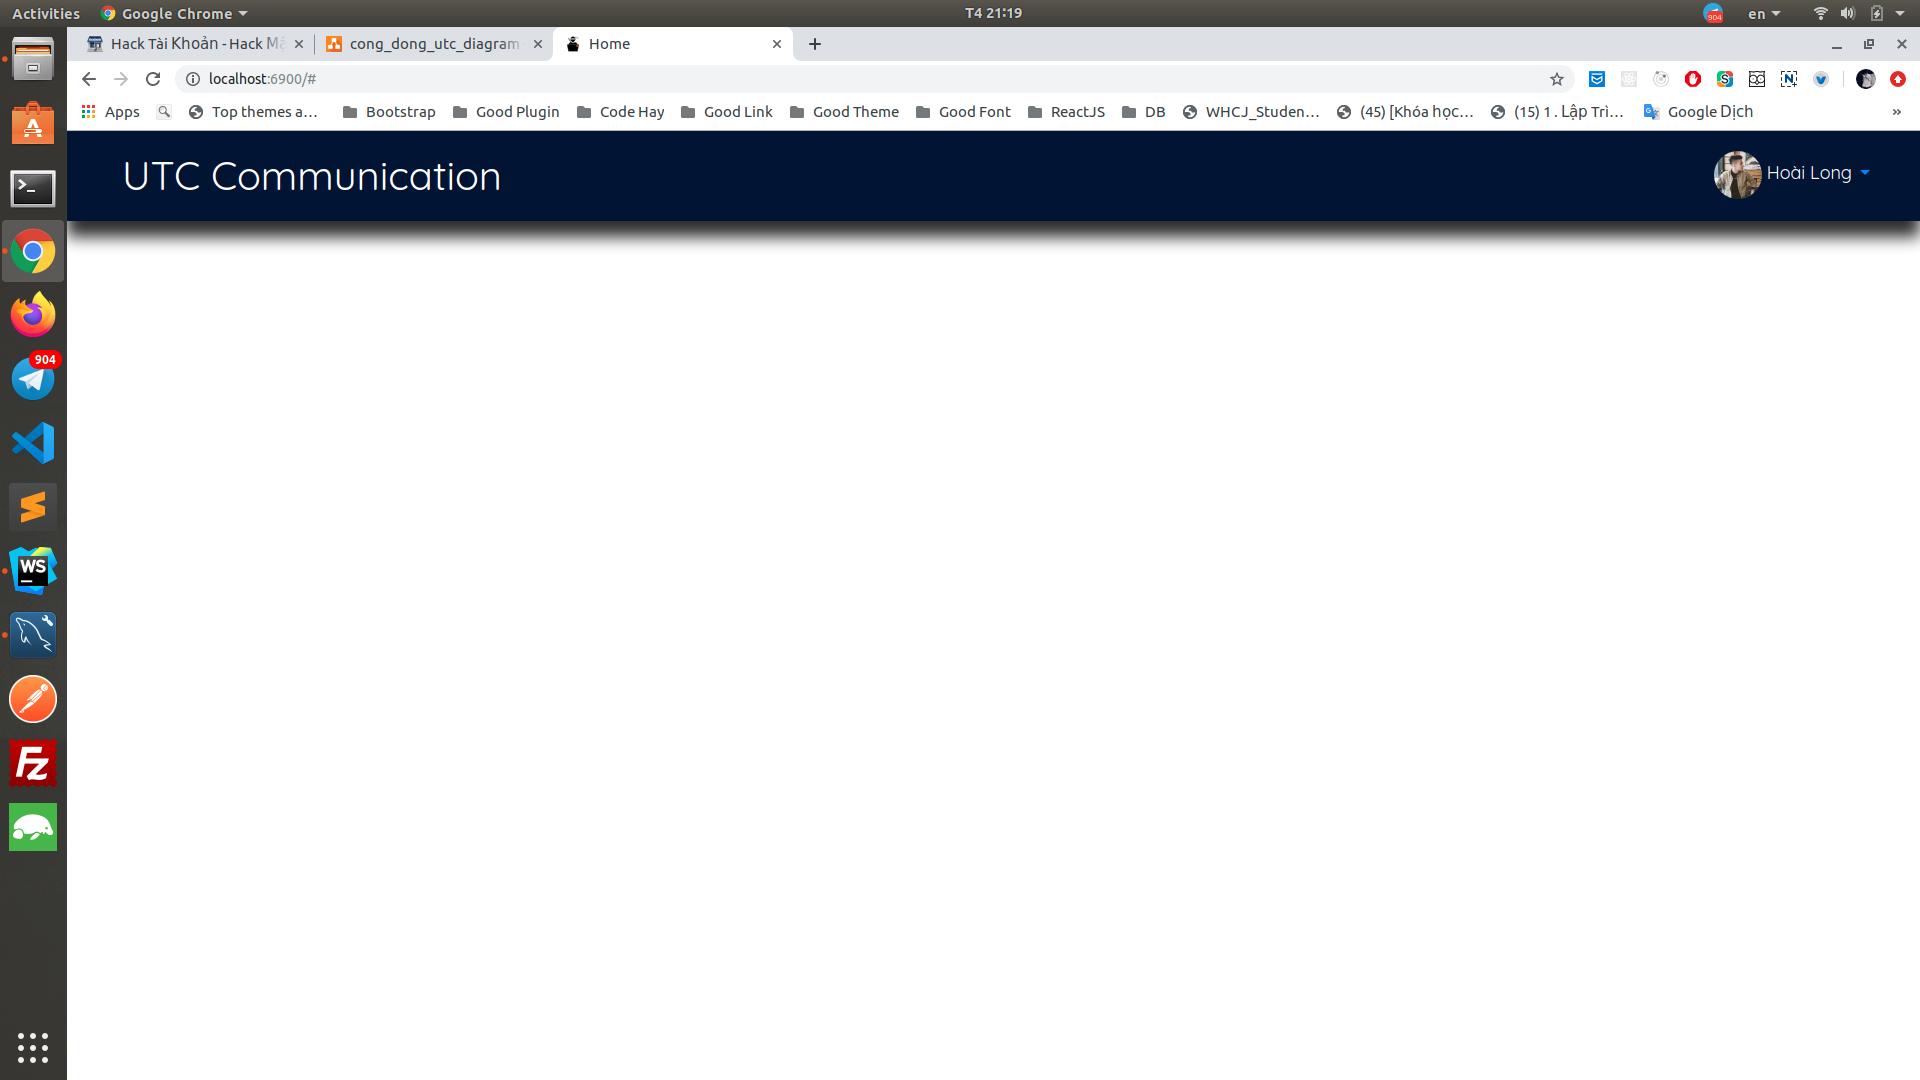 Activities Google Chrome T4 21:19 904 en
Hack Tài Khoản - Hack cong_dong_utc_diagram Home
localhost:6900/#
Apps Top themes a... Bootstrap Good Plugin Code Hay Good Link Good Theme Good Font ReactJS DB WHCJ_Studen... (45) [Khóa học... (15) 1 . Lập Trì... Google Dịch »
UTC Communication Hoài Long
904
WS
FZ